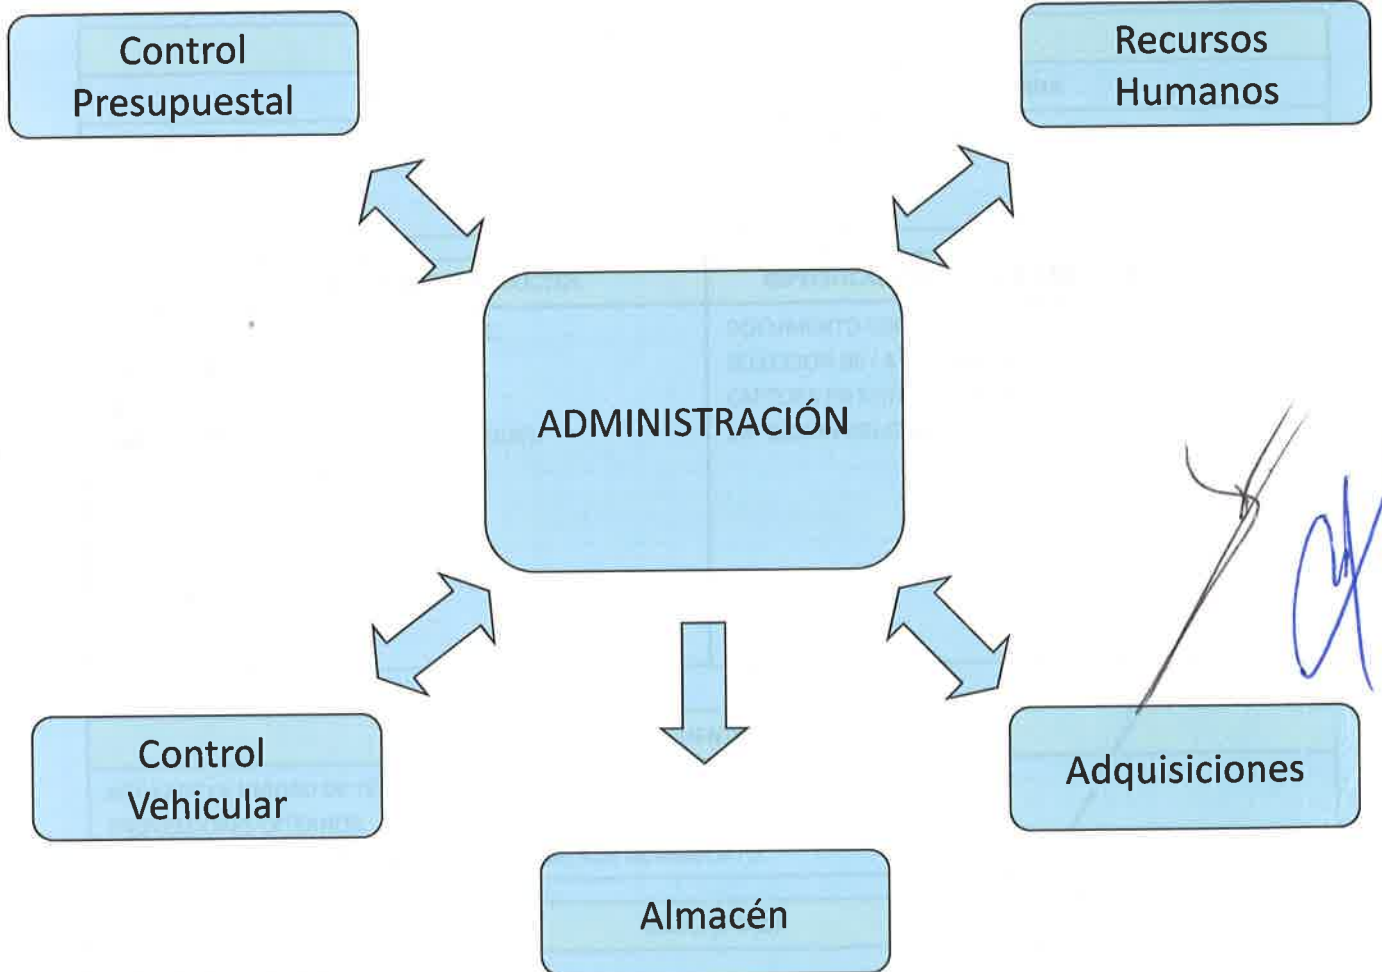 Control
Presupuestal
Recursos
Humanos
ADMINISTRACIÓN
Control
Vehicular
Adquisiciones
Almacén